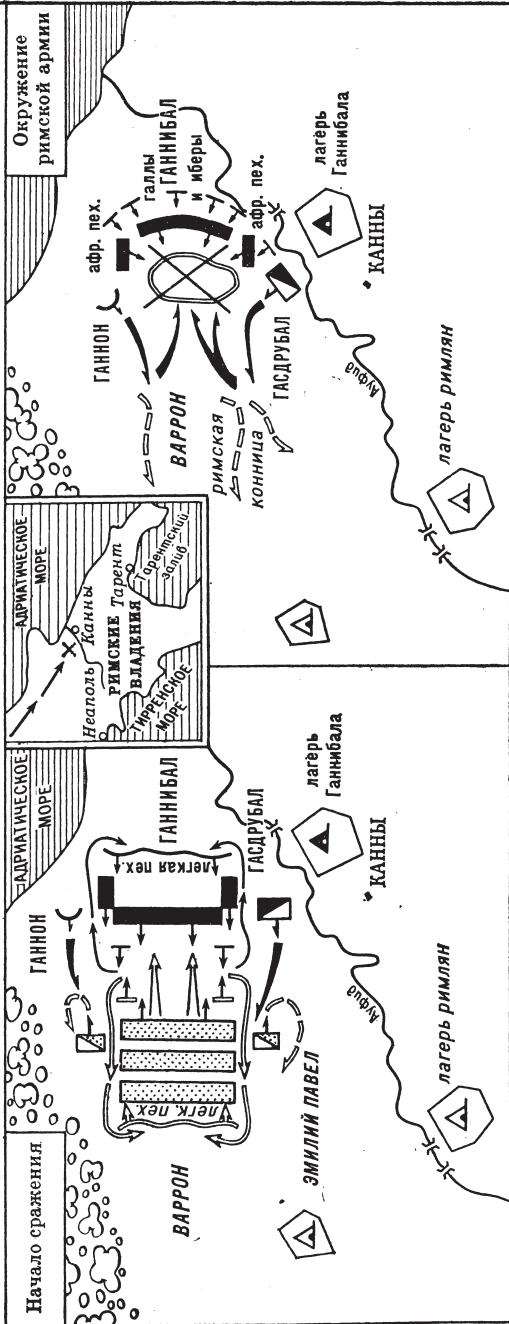 Начало сражения
АДРИАТИЧЕСКОЕ
МОРЕ
ГАННОН
легкая пех.
ГАННИБАЛ
ГАСДРУБАЛ
легк. пех.
ВАРРОН
ЭМИЛИЙ ПАВЕЛ
лагерь
Ганнибала
КАННЫ
Ауфид
лагерь римлян
АДРИАТИЧЕСКОЕ
МОРЕ
Неаполь
Канны
РИМСКИЕ
ВЛАДЕНИЯ
Тарент
Тарентский
залив
ТИРРЕНСКОЕ
МОРЕ
Окружение
римской армии
ГАННОН
афр. пех.
галлы
ГАННИБАЛ
и иберы
афр. пех.
ВАРРОН
римская
конница
ГАСДРУБАЛ
лагерь
Ганнибала
КАННЫ
Ауфид
лагерь римлян